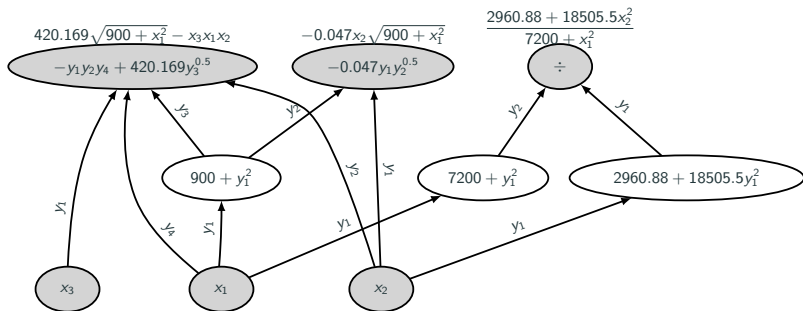 420.169√(900 + x₁²) − x₃x₁x₂
−0.047x₂√(900 + x₁²)
(2960.88 + 18505.5x₂²)/(7200 + x₁²)
−y₁y₂y₄ + 420.169y₃^0.5
−0.047y₁y₂^0.5
÷
y₃
y₂
y₂
y₁
900 + y₁²
7200 + y₁²
2960.88 + 18505.5y₁²
y₂
y₁
y₁
y₄
y₁
y₁
y₁
x₃
x₁
x₂